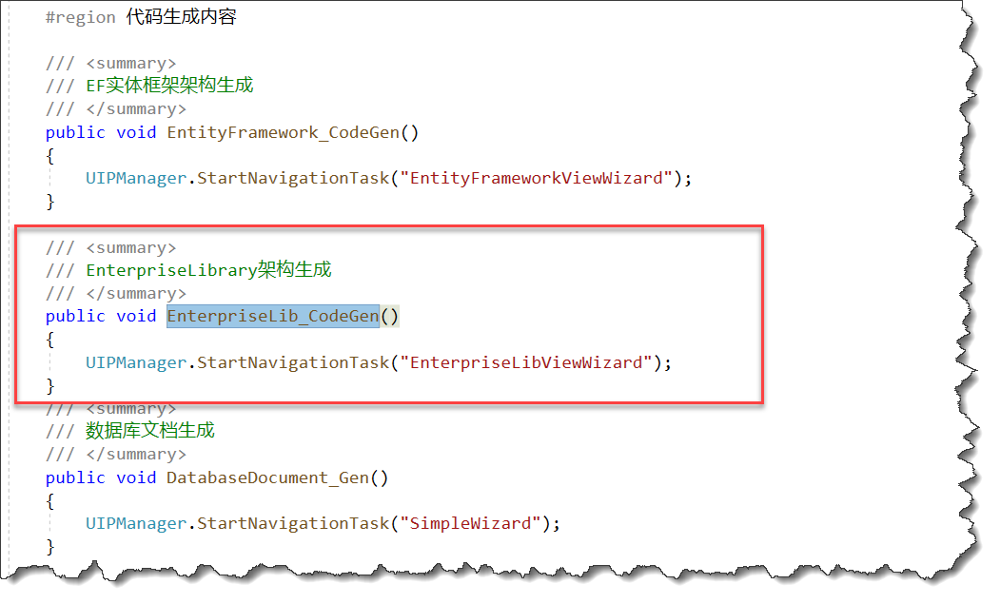 #region 代码生成内容
/// <summary>
/// EF实体框架架构生成
/// </summary>
public void EntityFramework_CodeGen()
{
UIPManager.StartNavigationTask("EntityFrameworkViewWizard");
}
/// <summary>
/// EnterpriseLibrary架构生成
/// </summary>
public void EnterpriseLib_CodeGen()
{
UIPManager.StartNavigationTask("EnterpriseLibViewWizard");
}
/// <summary>
/// 数据库文档生成
/// </summary>
public void DatabaseDocument_Gen()
{
UIPManager.StartNavigationTask("SimpleWizard");
}